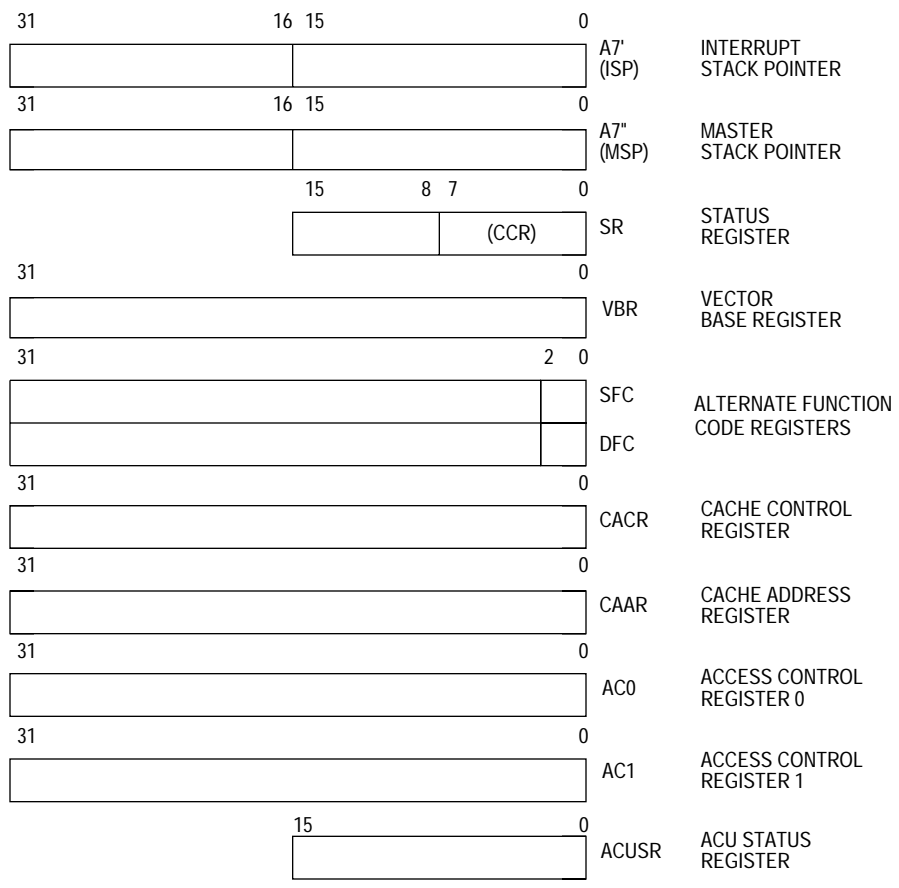 31 16 15 0
A7' INTERRUPT
(ISP) STACK POINTER
31 16 15 0
A7" MASTER
(MSP) STACK POINTER
15 8 7 0
(CCR) SR STATUS
REGISTER
31 0
VBR VECTOR
BASE REGISTER
31 2 0
SFC ALTERNATE FUNCTION
DFC CODE REGISTERS
31 0
CACR CACHE CONTROL
REGISTER
31 0
CAAR CACHE ADDRESS
REGISTER
31 0
AC0 ACCESS CONTROL
REGISTER 0
31 0
AC1 ACCESS CONTROL
REGISTER 1
15 0
ACUSR ACU STATUS
REGISTER